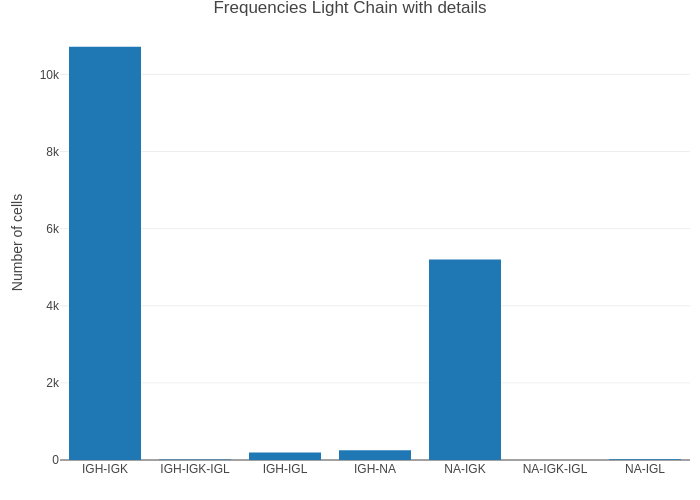 Frequencies Light Chain with details
Number of cells
10k
8k
6k
4k
2k
0
IGH-IGK IGH-IGK-IGL IGH-IGL IGH-NA NA-IGK NA-IGK-IGL NA-IGL